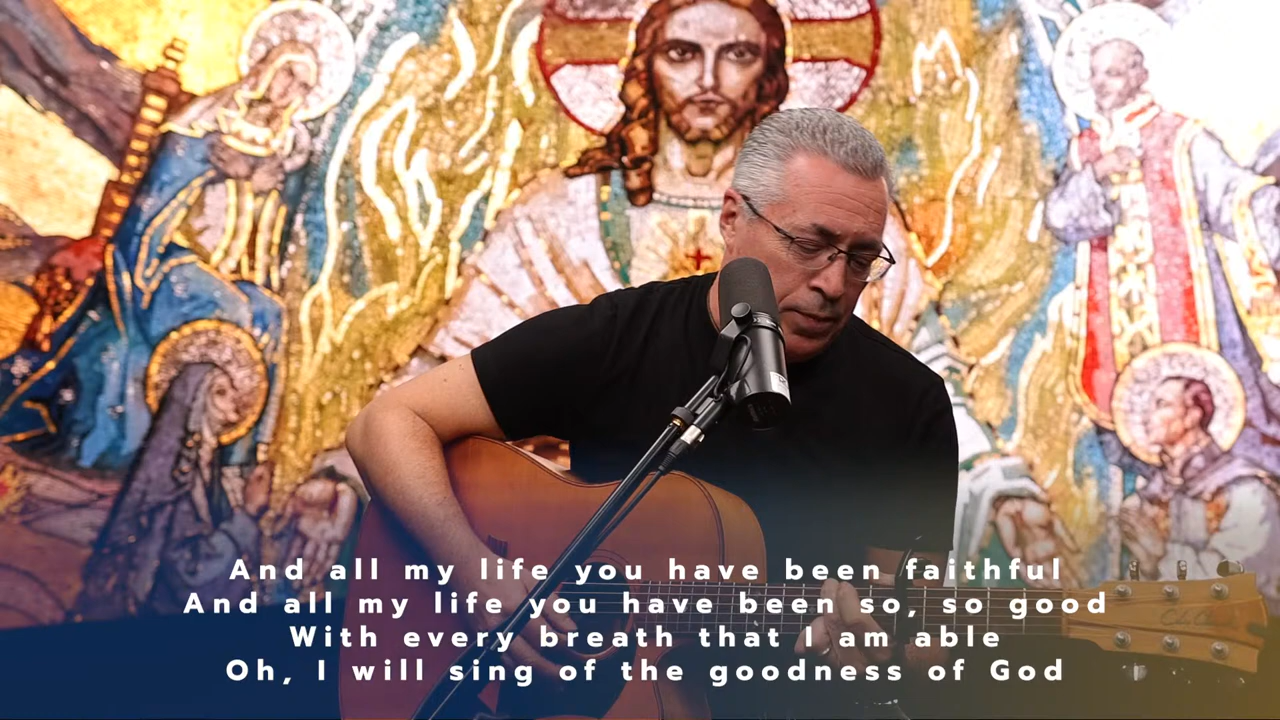 And all my life you have been faithful
And all my life you have been so, so good
With every breath that I am able
Oh, I will sing of the goodness of God